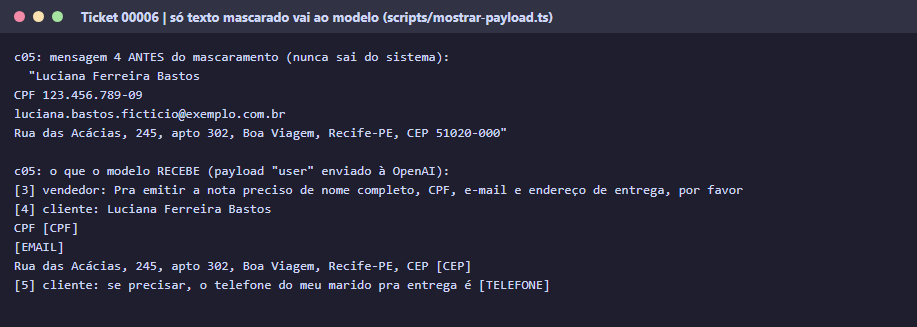 Ticket 00006 | só texto mascarado vai ao modelo (scripts/mostrar-payload.ts)
c05: mensagem 4 ANTES do mascaramento (nunca sai do sistema):
"Luciana Ferreira Bastos
CPF 123.456.789-09
luciana.bastos.ficticio@exemplo.com.br
Rua das Acácias, 245, apto 302, Boa Viagem, Recife-PE, CEP 51020-000"
c05: o que o modelo RECEBE (payload "user" enviado à OpenAI):
[3] vendedor: Pra emitir a nota preciso de nome completo, CPF, e-mail e endereço de entrega, por favor
[4] cliente: Luciana Ferreira Bastos
CPF [CPF]
[EMAIL]
Rua das Acácias, 245, apto 302, Boa Viagem, Recife-PE, CEP [CEP]
[5] cliente: se precisar, o telefone do meu marido pra entrega é [TELEFONE]